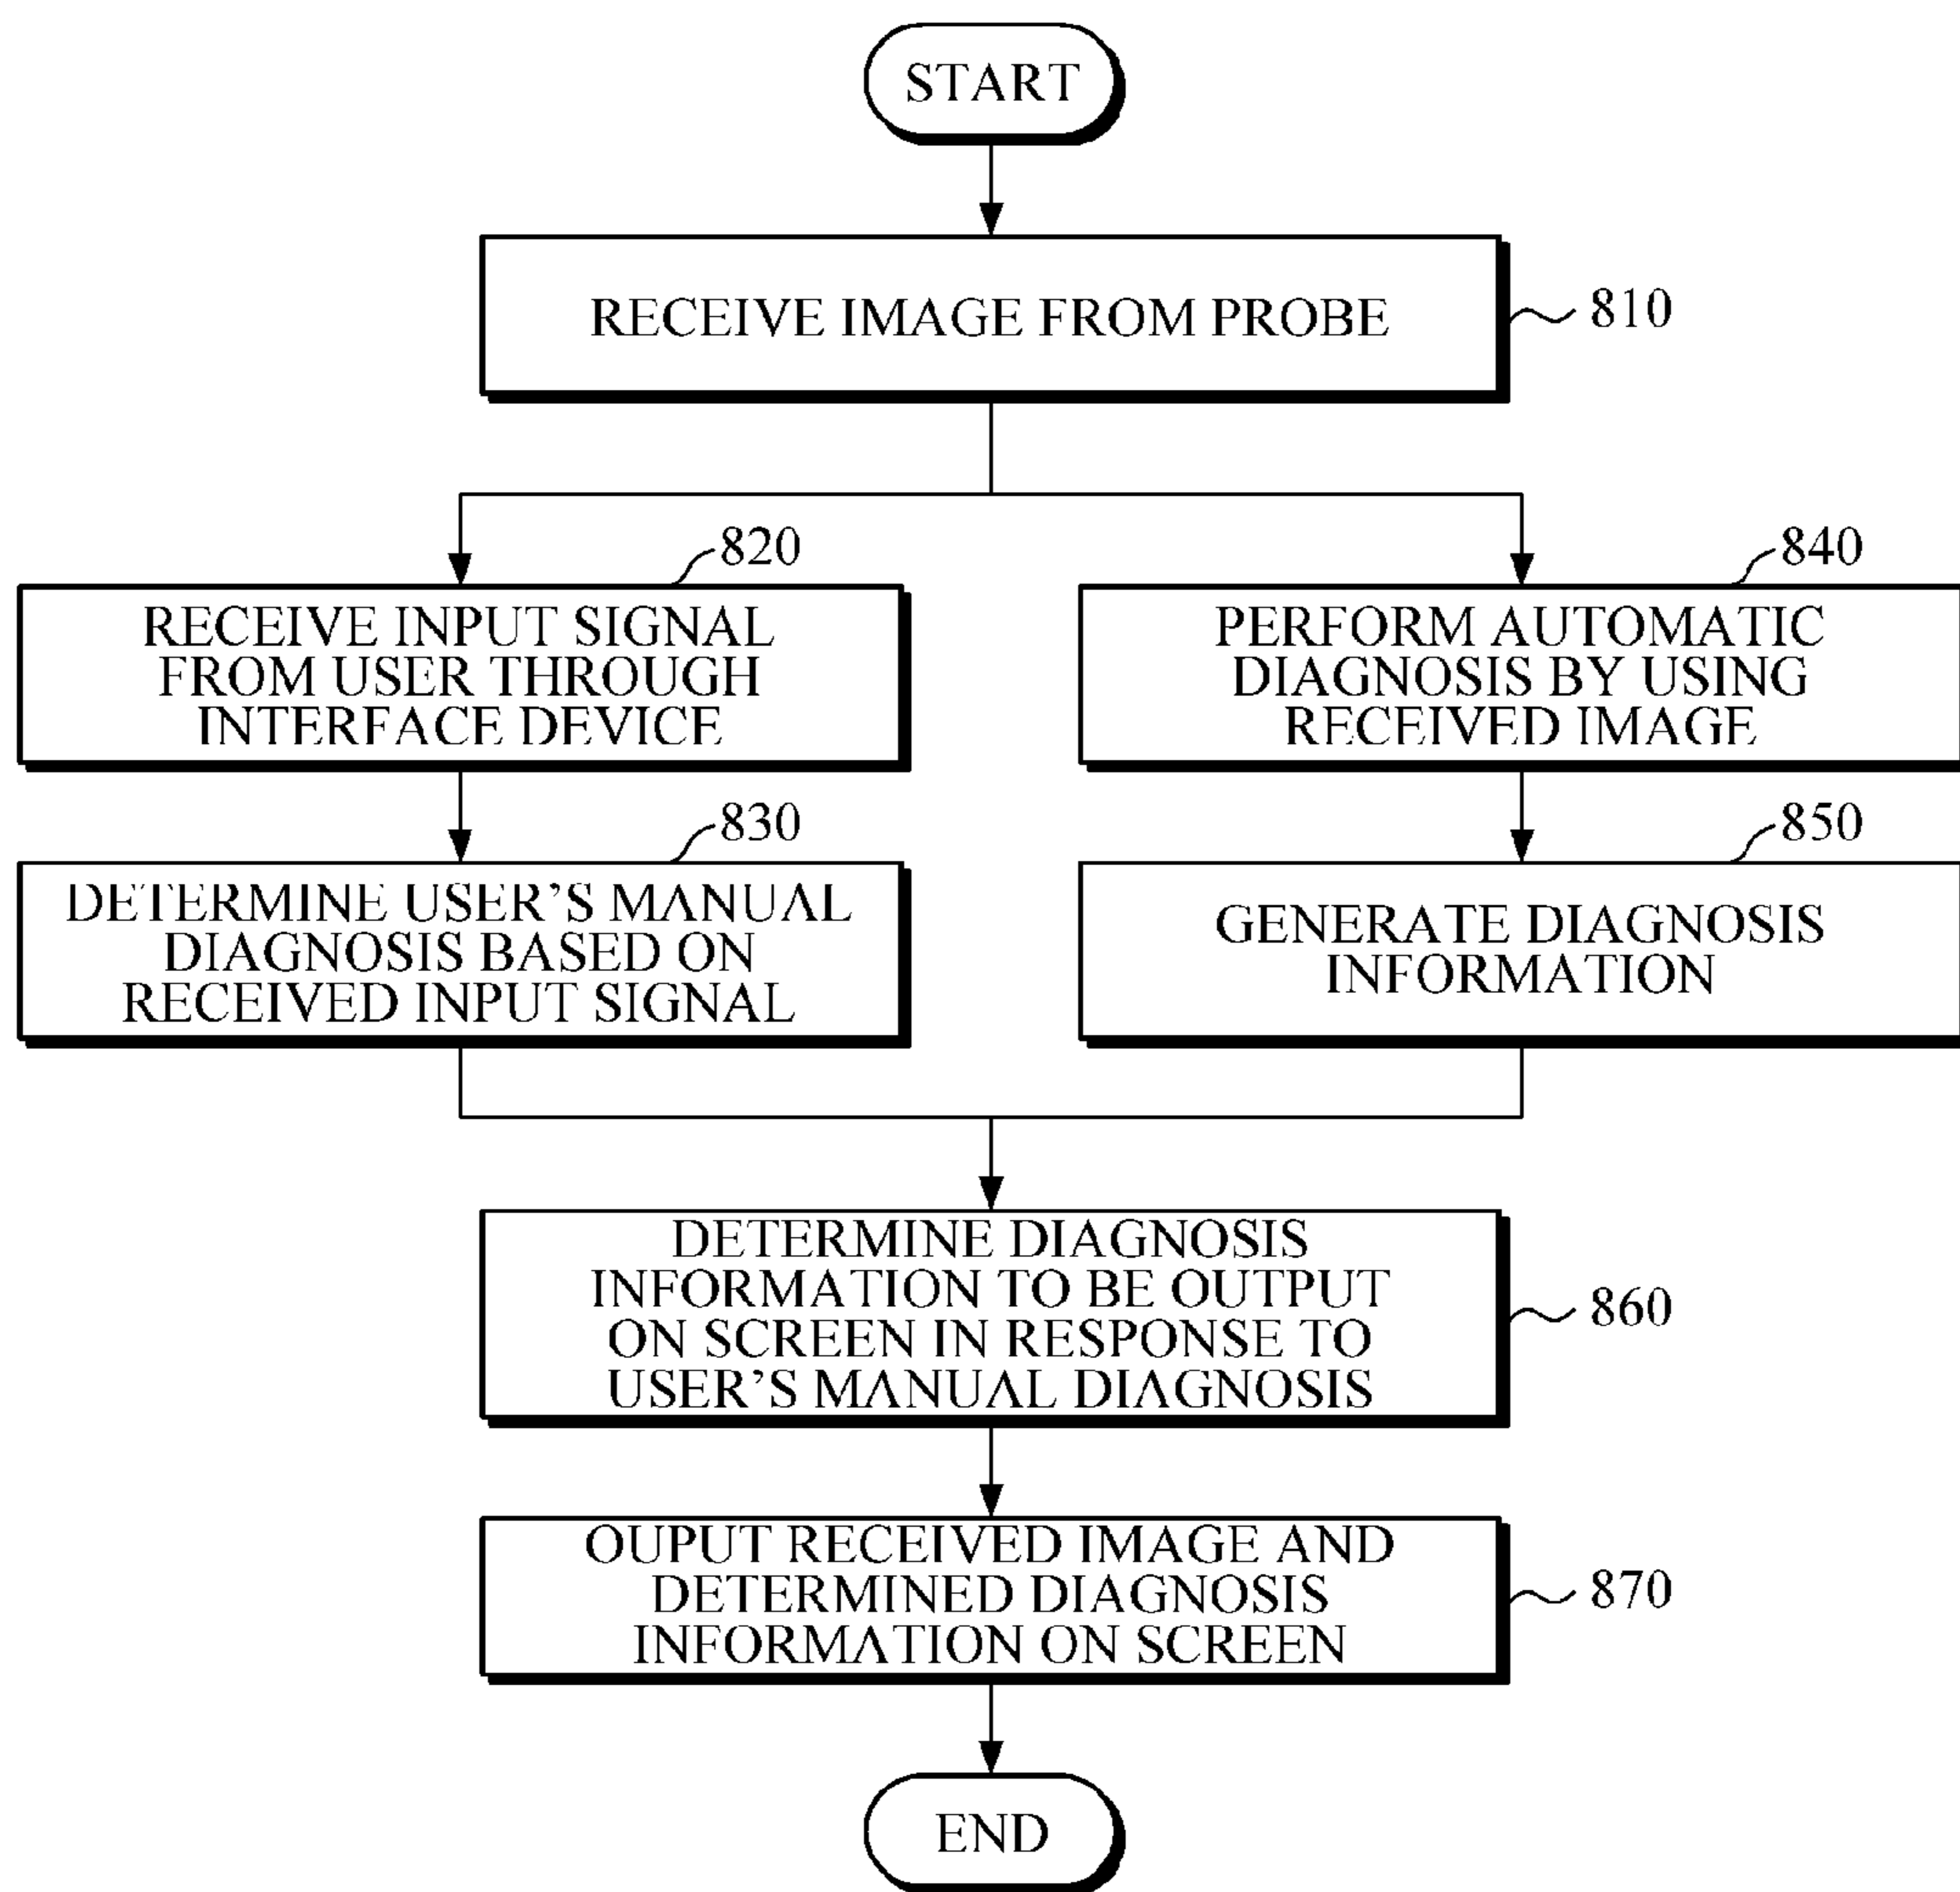 START
RECEIVE IMAGE FROM PROBE
810
820
RECEIVE INPUT SIGNAL
FROM USER THROUGH
INTERFACE DEVICE
840
PERFORM AUTOMATIC
DIAGNOSIS BY USING
RECEIVED IMAGE
830
DETERMINE USER'S MANUAL
DIAGNOSIS BASED ON
RECEIVED INPUT SIGNAL
850
GENERATE DIAGNOSIS
INFORMATION
DETERMINE DIAGNOSIS
INFORMATION TO BE OUTPUT
ON SCREEN IN RESPONSE TO
USER'S MANUAL DIAGNOSIS
860
OUPUT RECEIVED IMAGE AND
DETERMINED DIAGNOSIS
INFORMATION ON SCREEN
870
END